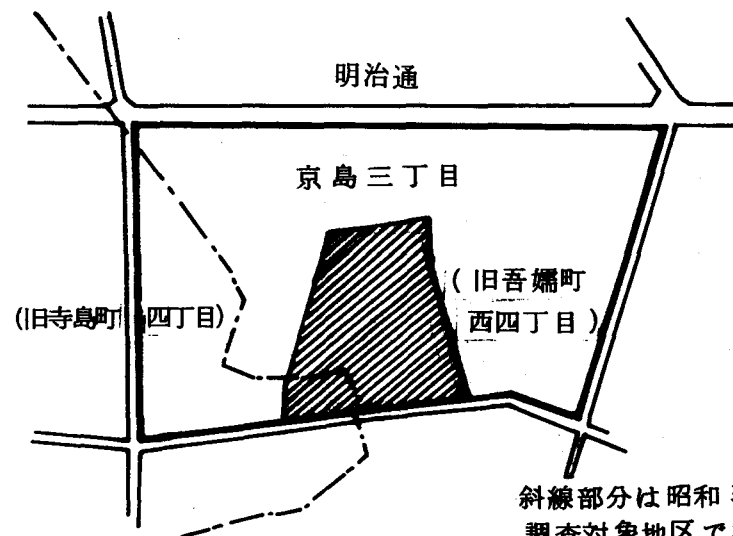 明治通
京島三丁目
(旧吾嬬町
西四丁目)
(旧寺島町 四丁目)
斜線部分は昭和
調査対象地区で